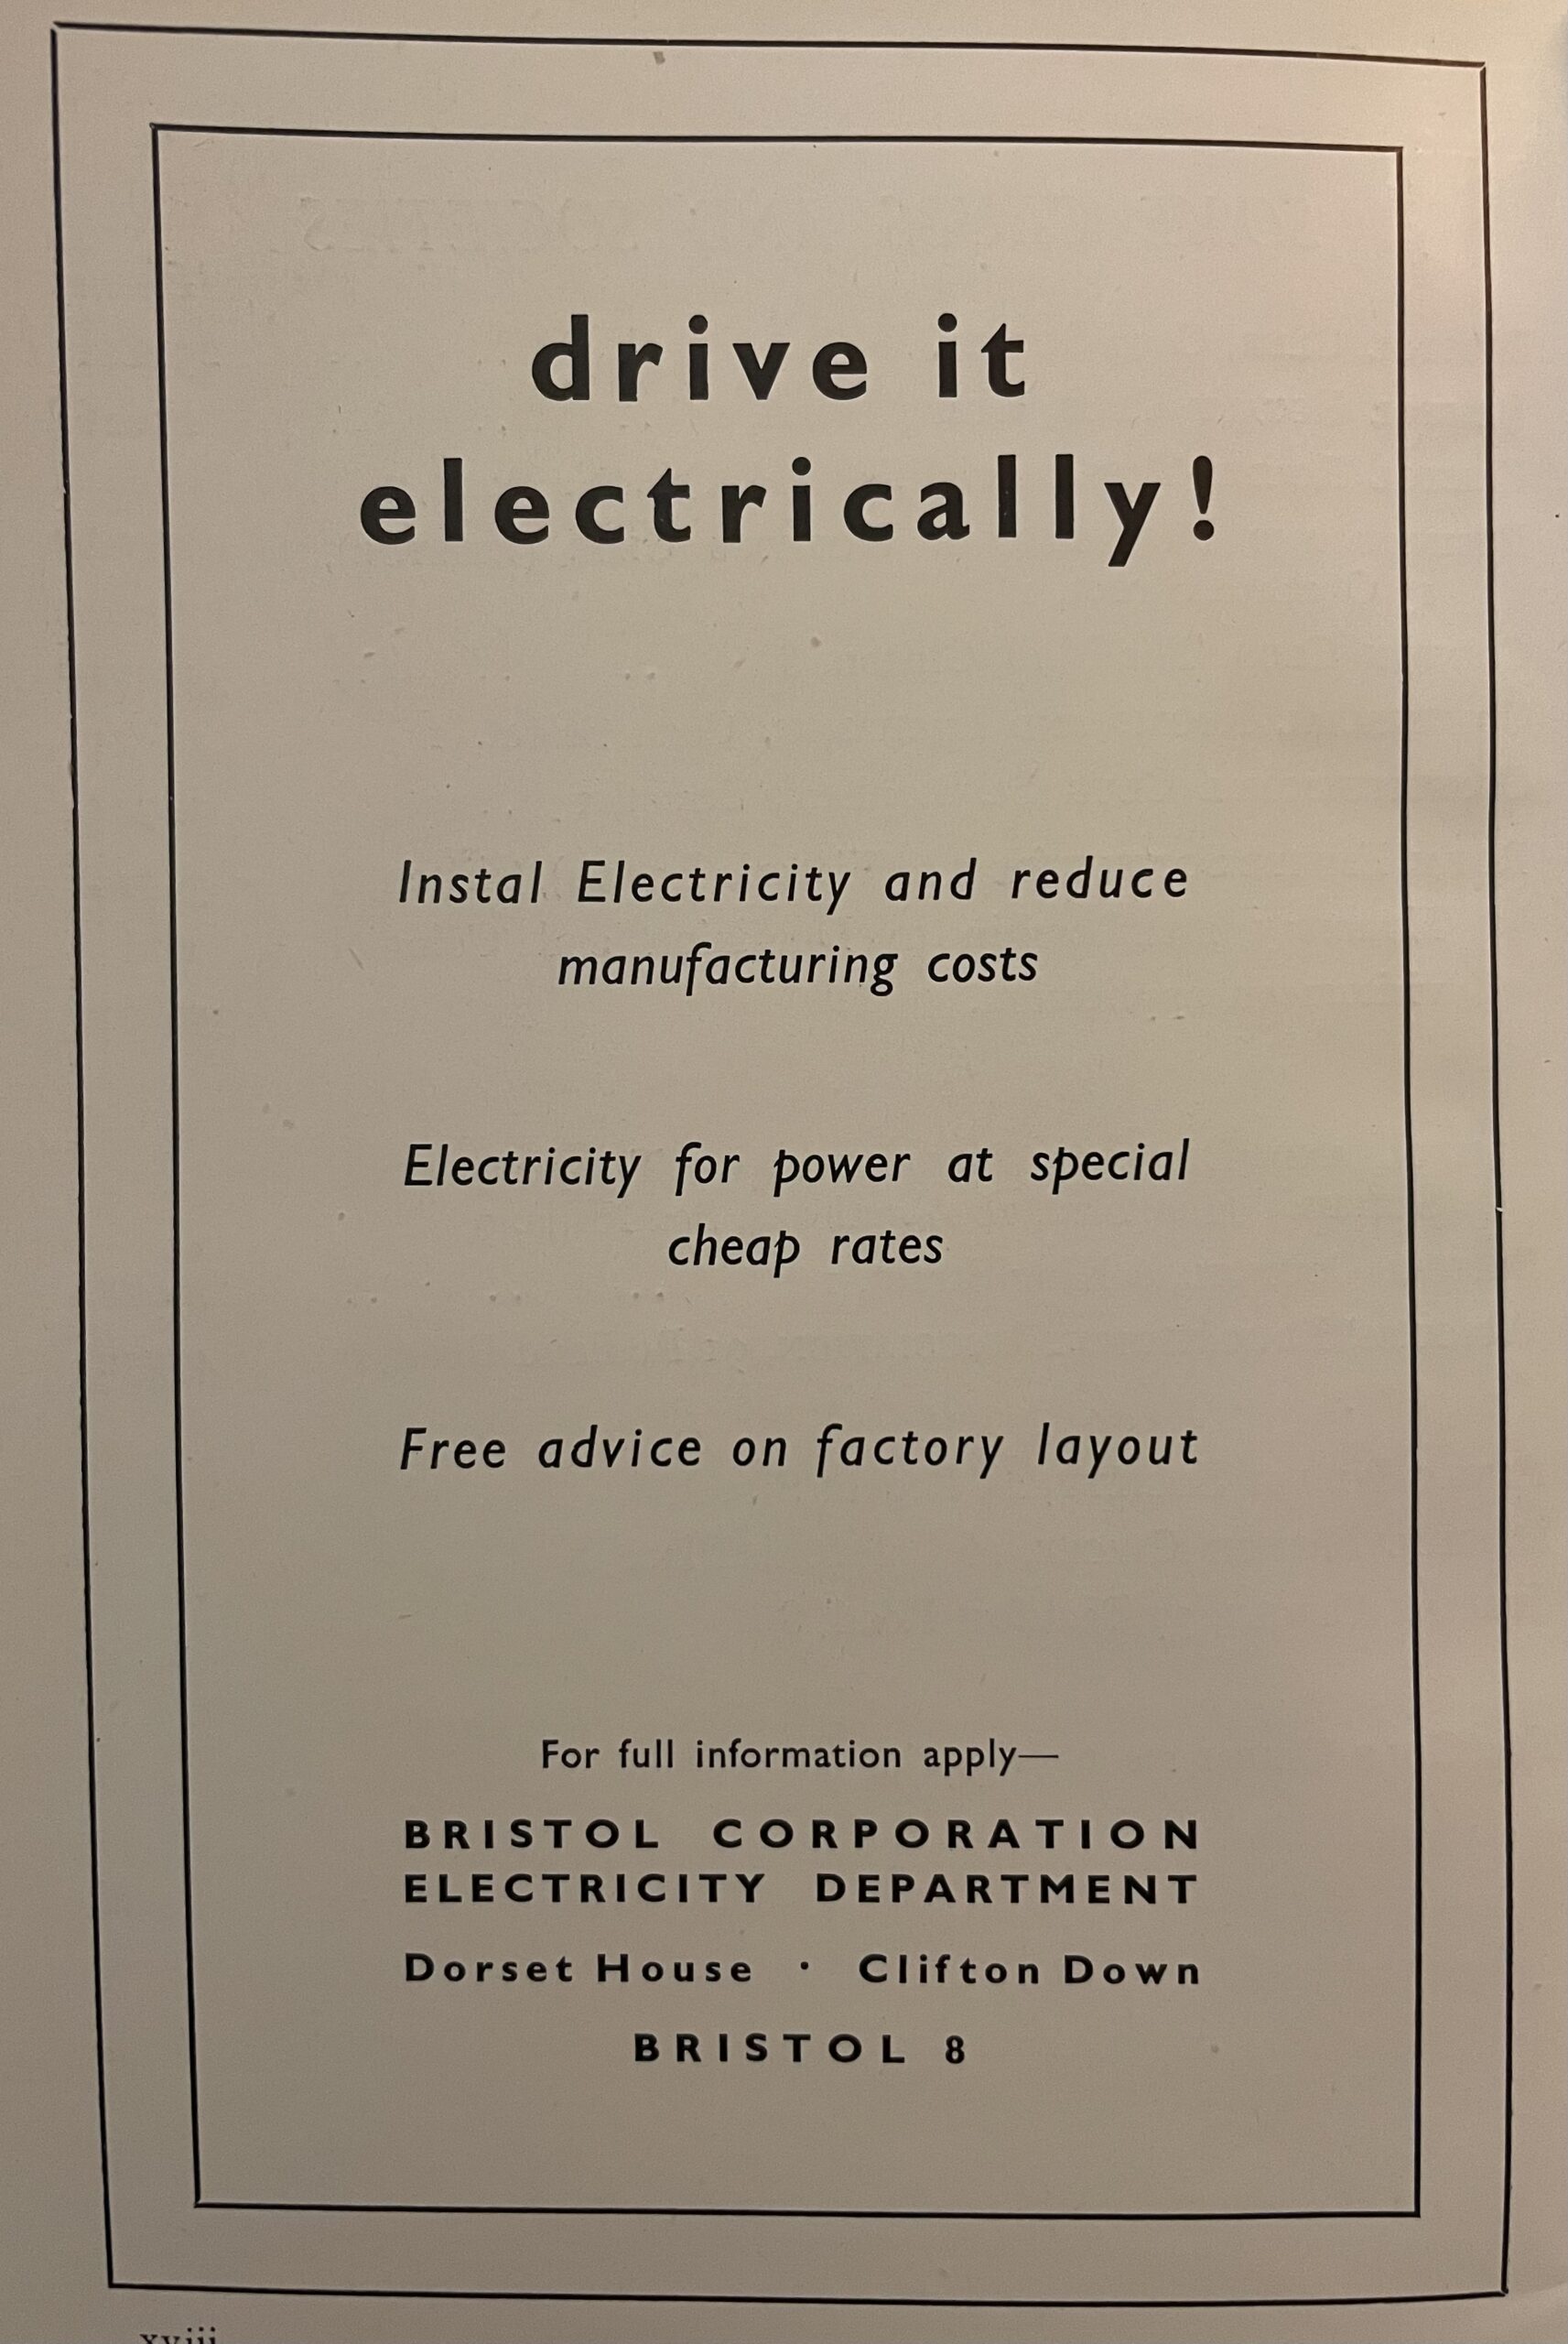 drive it
electrically!
Instal Electricity and reduce
manufacturing costs
Electricity for power at special
cheap rates
Free advice on factory layout
For full information apply—
BRISTOL CORPORATION
ELECTRICITY DEPARTMENT
Dorset House · Clifton Down
BRISTOL 8
xviii